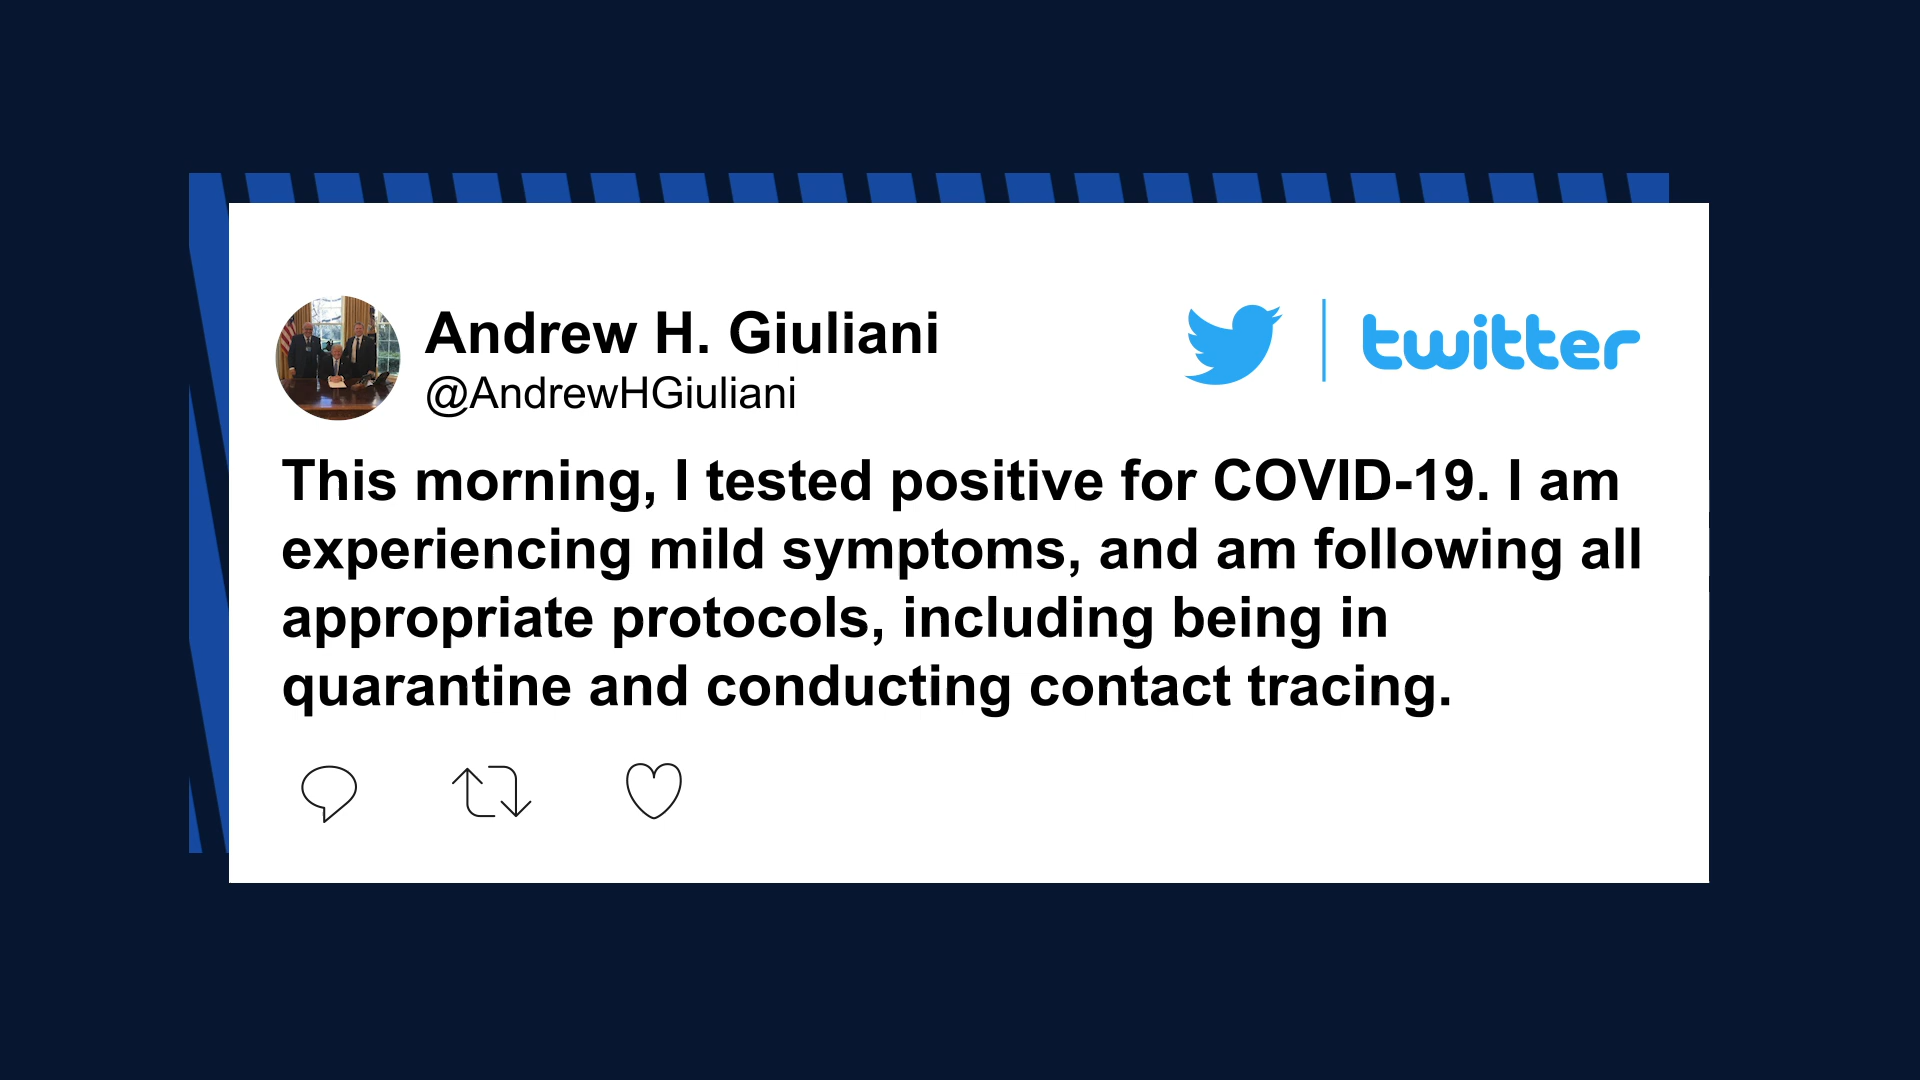 Andrew H. Giuliani
@AndrewHGiuliani
twitter
This morning, I tested positive for COVID-19. I am
experiencing mild symptoms, and am following all
appropriate protocols, including being in
quarantine and conducting contact tracing.